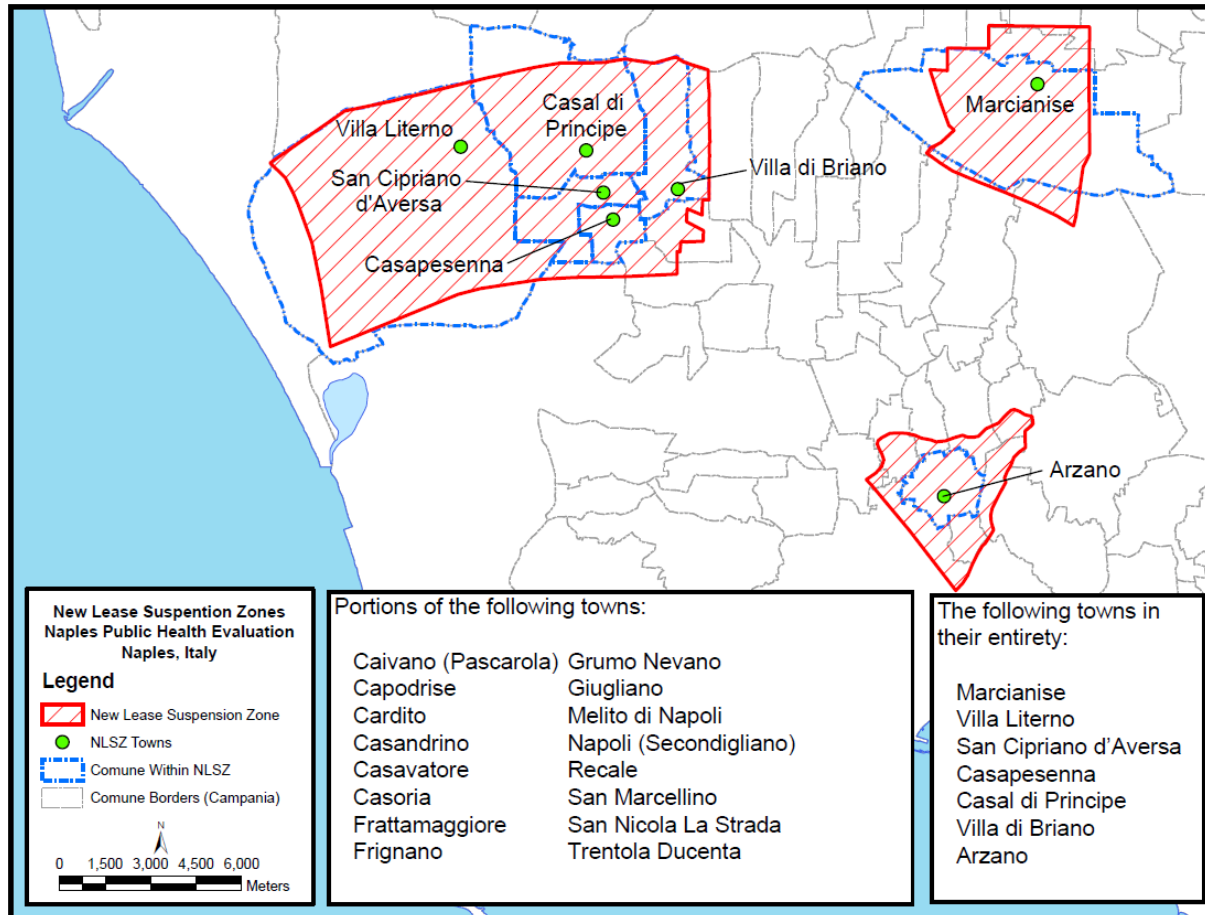 Marcianise
Casal di
Principe
Villa Literno
San Cipriano
d'Aversa
Villa di Briano
Casapesenna
Arzano
New Lease Suspention Zones
Naples Public Health Evaluation
Naples, Italy
Legend
New Lease Suspension Zone
NLSZ Towns
Comune Within NLSZ
Comune Borders (Campania)
N
0 1,500 3,000 4,500 6,000
Meters
Portions of the following towns:
Caivano (Pascarola) Grumo Nevano
Capodrise Giugliano
Cardito Melito di Napoli
Casandrino Napoli (Secondigliano)
Casavatore Recale
Casoria San Marcellino
Frattamaggiore San Nicola La Strada
Frignano Trentola Ducenta
The following towns in
their entirety:
Marcianise
Villa Literno
San Cipriano d'Aversa
Casapesenna
Casal di Principe
Villa di Briano
Arzano